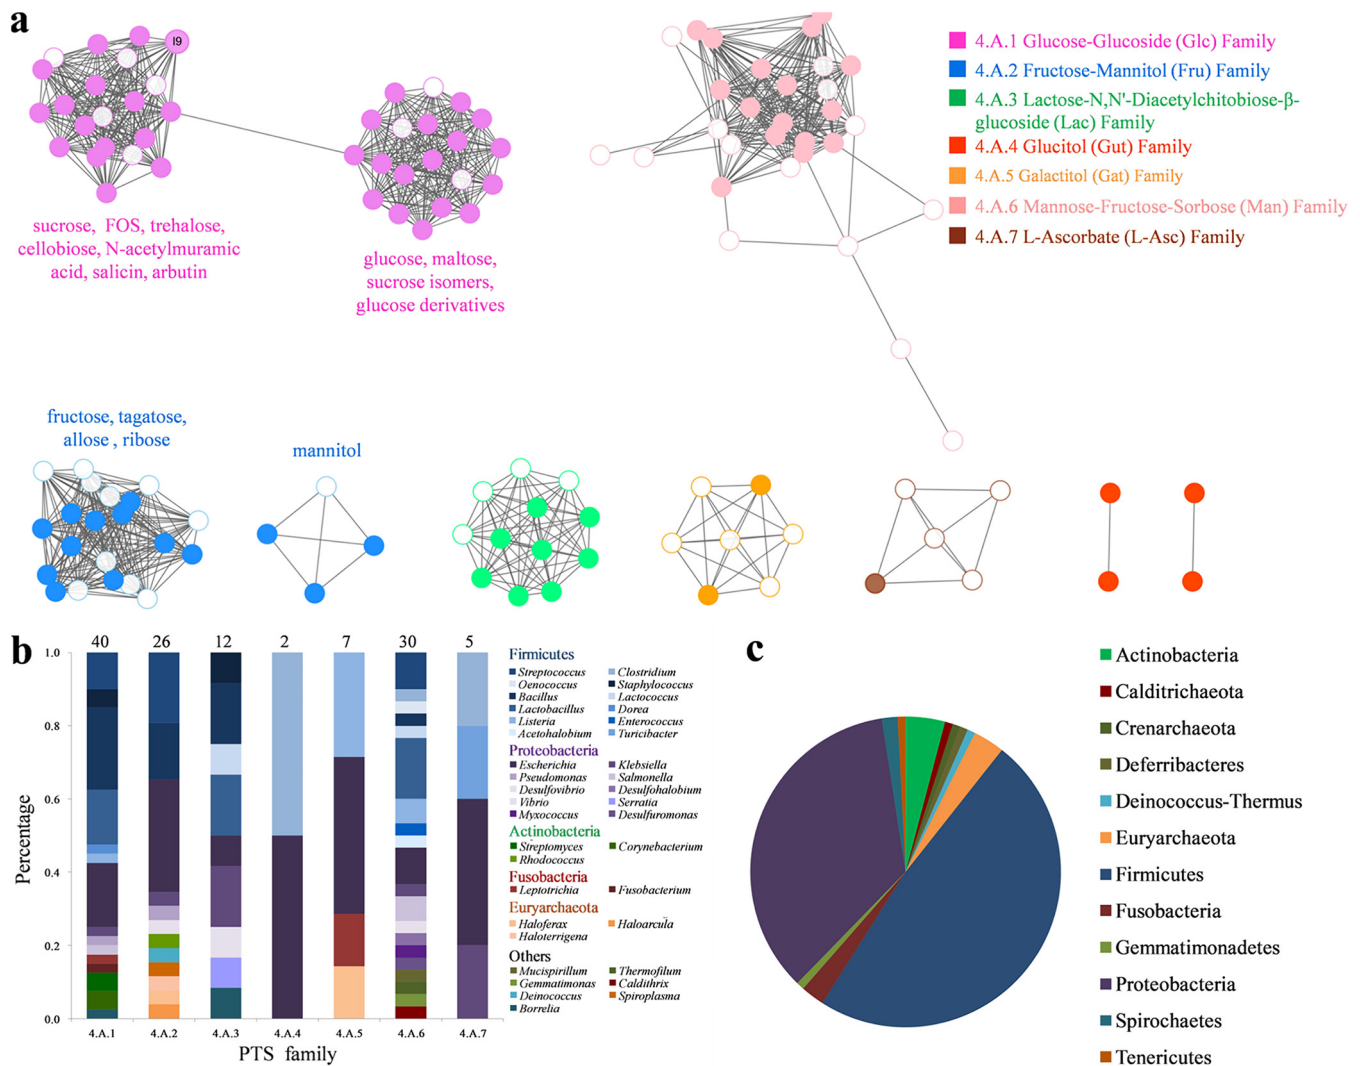 a
19
sucrose, FOS, trehalose,
cellobiose, N-acetylmuramic
acid, salicin, arbutin
glucose, maltose,
sucrose isomers,
glucose derivatives
4.A.1 Glucose-Glucoside (Glc) Family
4.A.2 Fructose-Mannitol (Fru) Family
4.A.3 Lactose-N,N'-Diacetylchitobiose-β-
glucoside (Lac) Family
4.A.4 Glucitol (Gut) Family
4.A.5 Galactitol (Gat) Family
4.A.6 Mannose-Fructose-Sorbose (Man) Family
4.A.7 L-Ascorbate (L-Asc) Family
fructose, tagatose,
allose , ribose
mannitol
b
40 26 12 2 7 30 5
1.0
0.8
0.6
0.4
0.2
0.0
Percentage
4.A.1 4.A.2 4.A.3 4.A.4 4.A.5 4.A.6 4.A.7
PTS family
Firmicutes
Streptococcus Clostridium
Oenococcus Staphylococcus
Bacillus Lactococcus
Lactobacillus Dorea
Listeria Enterococcus
Acetohalobium Turicibacter
Proteobacteria
Escherichia Klebsiella
Pseudomonas Salmonella
Desulfovibrio Desulfohalobium
Vibrio Serratia
Myxococcus Desulfuromonas
Actinobacteria
Streptomyces Corynebacterium
Rhodococcus
Fusobacteria
Leptotrichia Fusobacterium
Euryarchaeota
Haloferax Haloarcula
Haloterrigena
Others
Mucispirillum Thermofilum
Gemmatimonas Caldithrix
Deinococcus Spiroplasma
Borrelia
c
Actinobacteria
Calditrichaeota
Crenarchaeota
Deferribacteres
Deinococcus-Thermus
Euryarchaeota
Firmicutes
Fusobacteria
Gemmatimonadetes
Proteobacteria
Spirochaetes
Tenericutes